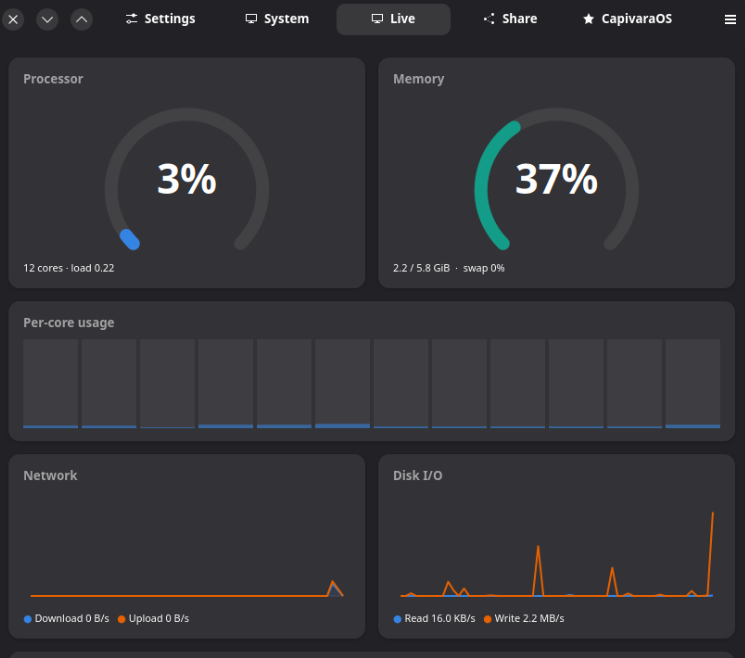 Settings System Live Share CapivaraOS
Processor
3%
12 cores · load 0.22
Memory
37%
2.2 / 5.8 GiB · swap 0%
Per-core usage
Network
Download 0 B/s Upload 0 B/s
Disk I/O
Read 16.0 KB/s Write 2.2 MB/s